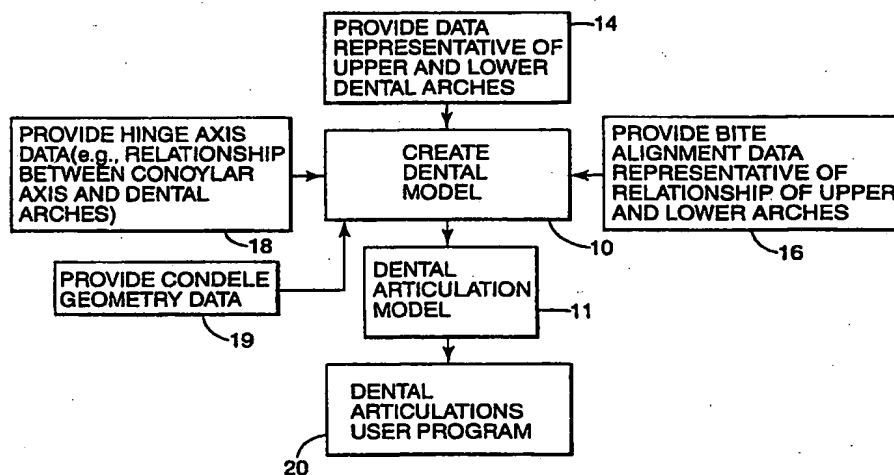 14
PROVIDE DATA
REPRESENTATIVE OF
UPPER AND LOWER
DENTAL ARCHES
PROVIDE HINGE AXIS
DATA(e.g., RELATIONSHIP
BETWEEN CONOYLAR
AXIS AND DENTAL
ARCHES)
18
CREATE
DENTAL
MODEL
10
PROVIDE BITE
ALIGNMENT DATA
REPRESENTATIVE OF
RELATIONSHIP OF UPPER
AND LOWER ARCHES
16
PROVIDE CONDELE
GEOMETRY DATA
19
DENTAL
ARTICULATION
MODEL
11
DENTAL
ARTICULATIONS
USER PROGRAM
20